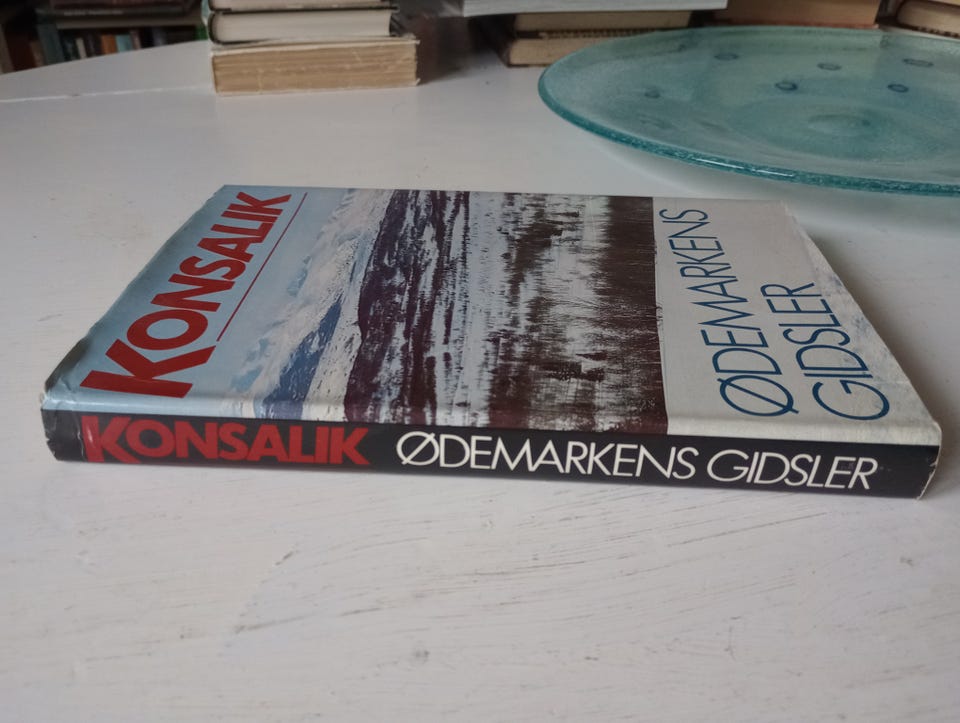 KONSALIK
ØDEMARKENS
GIDSLER
KONSALIK ØDEMARKENS GIDSLER